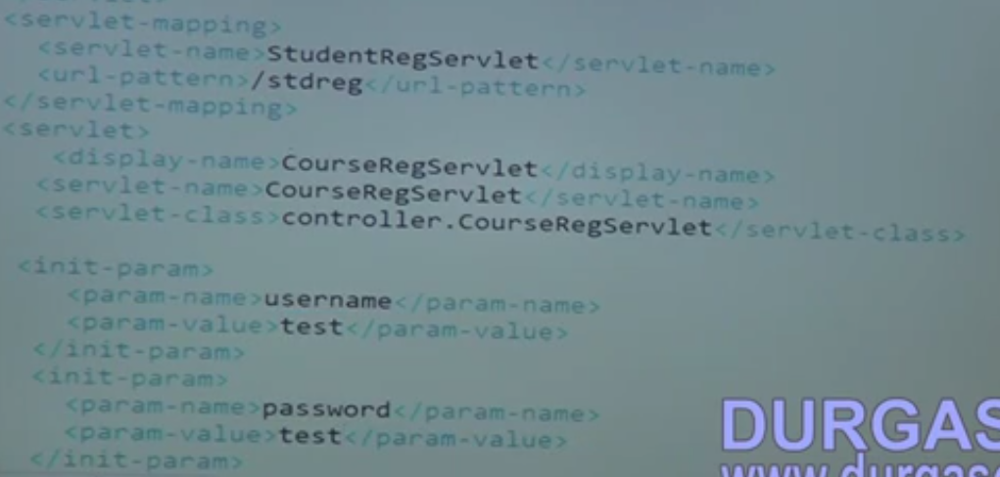 <servlet-mapping>
<servlet-name>StudentRegServlet</servlet-name>
<url-pattern>/stdreg</url-pattern>
</servlet-mapping>
<servlet>
<display-name>CourseRegServlet</display-name>
<servlet-name>CourseRegServlet</servlet-name>
<servlet-class>controller.CourseRegServlet</servlet-class>
<init-param>
<param-name>username</param-name>
<param-value>test</param-value>
</init-param>
<init-param>
<param-name>password</param-name>
<param-value>test</param-value>
</init-param>
DURGAS